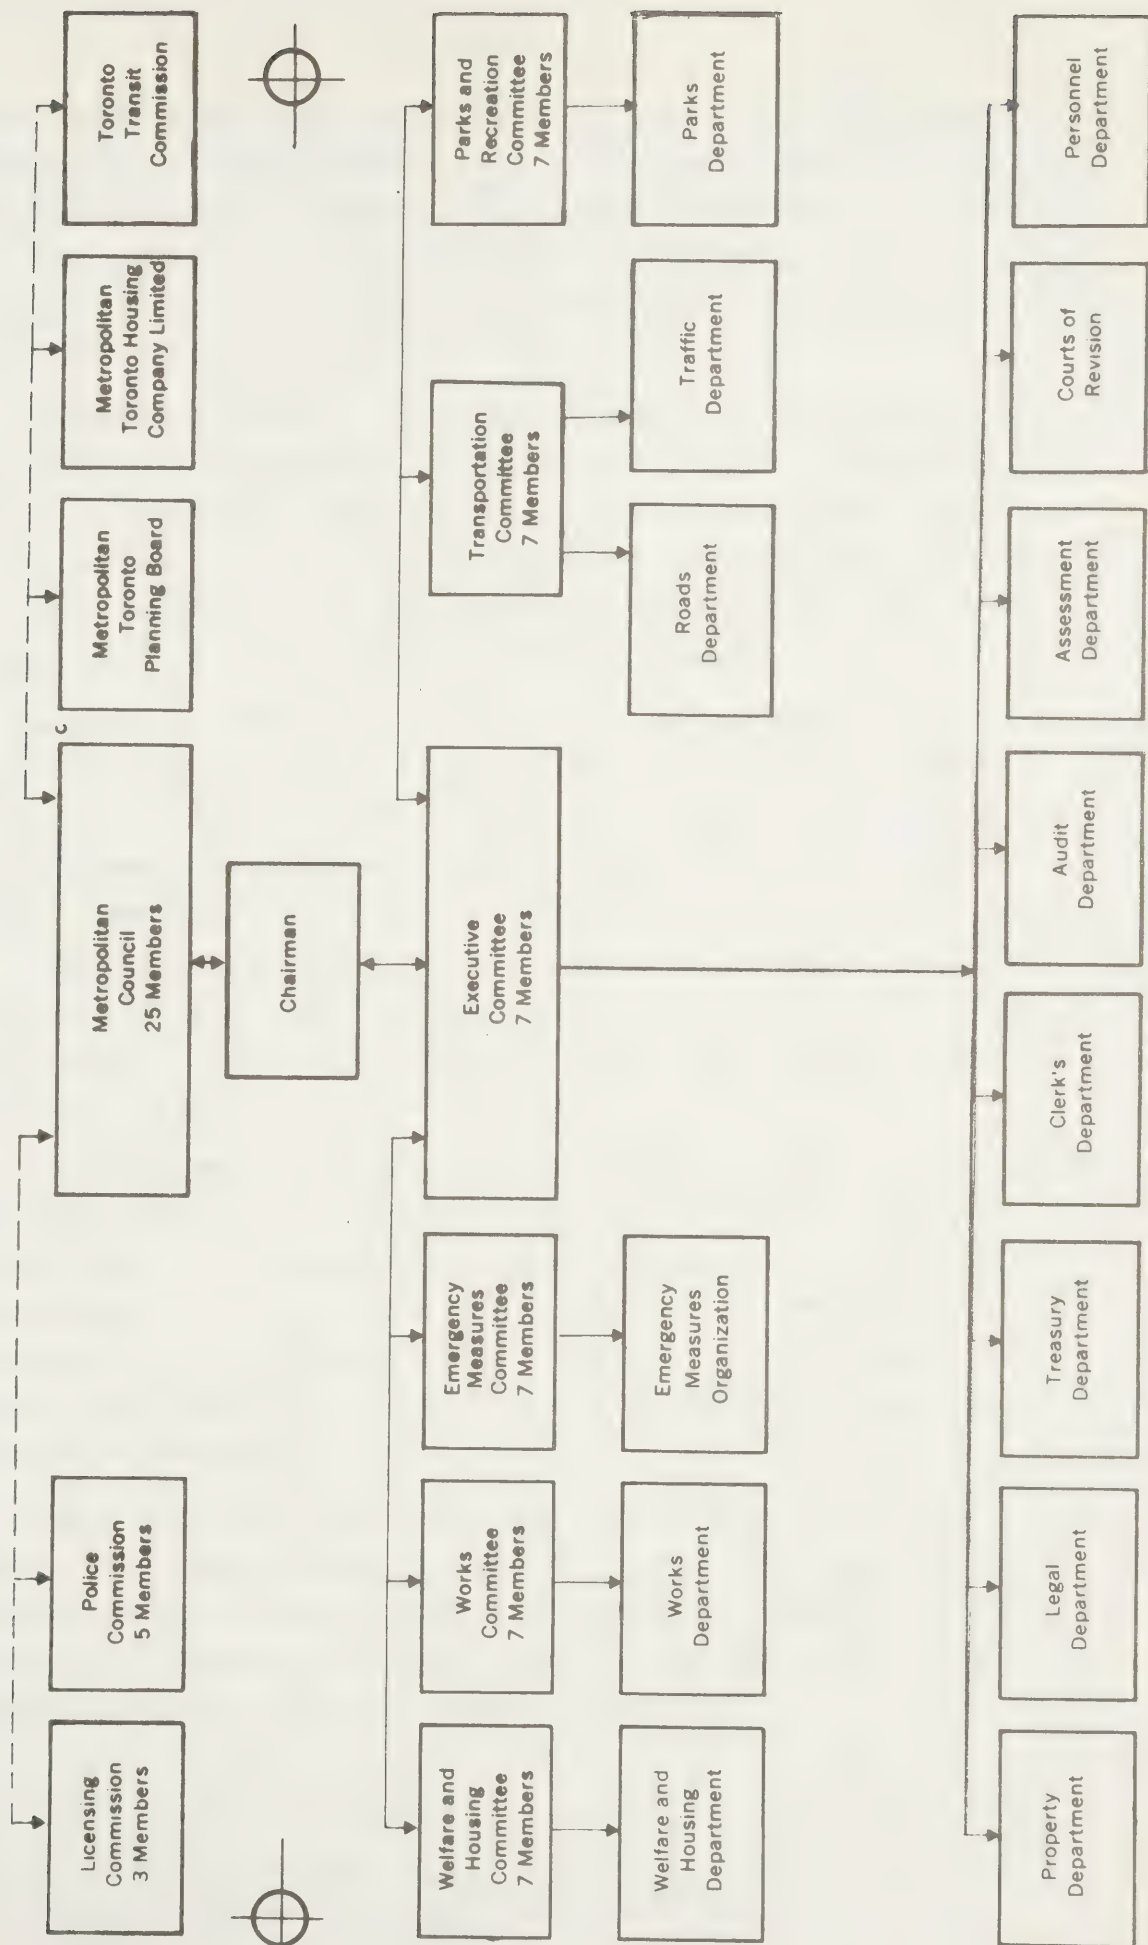 Licensing
Commission
3 Members
Police
Commission
5 Members
Metropolitan
Council
25 Members
C
Metropolitan
Toronto
Planning Board
Metropolitan
Toronto Housing
Company Limited
Toronto
Transit
Commission
Chairman
Welfare and
Housing
Committee
7 Members
Works
Committee
7 Members
Emergency
Measures
Committee
7 Members
Executive
Committee
7 Members
Transportation
Committee
7 Members
Parks and
Recreation
Committee
7 Members
Welfare and
Housing
Department
Works
Department
Emergency
Measures
Organization
Roads
Department
Traffic
Department
Parks
Department
Property
Department
Legal
Department
Treasury
Department
Clerk's
Department
Audit
Department
Assessment
Department
Courts of
Revision
Personnel
Department